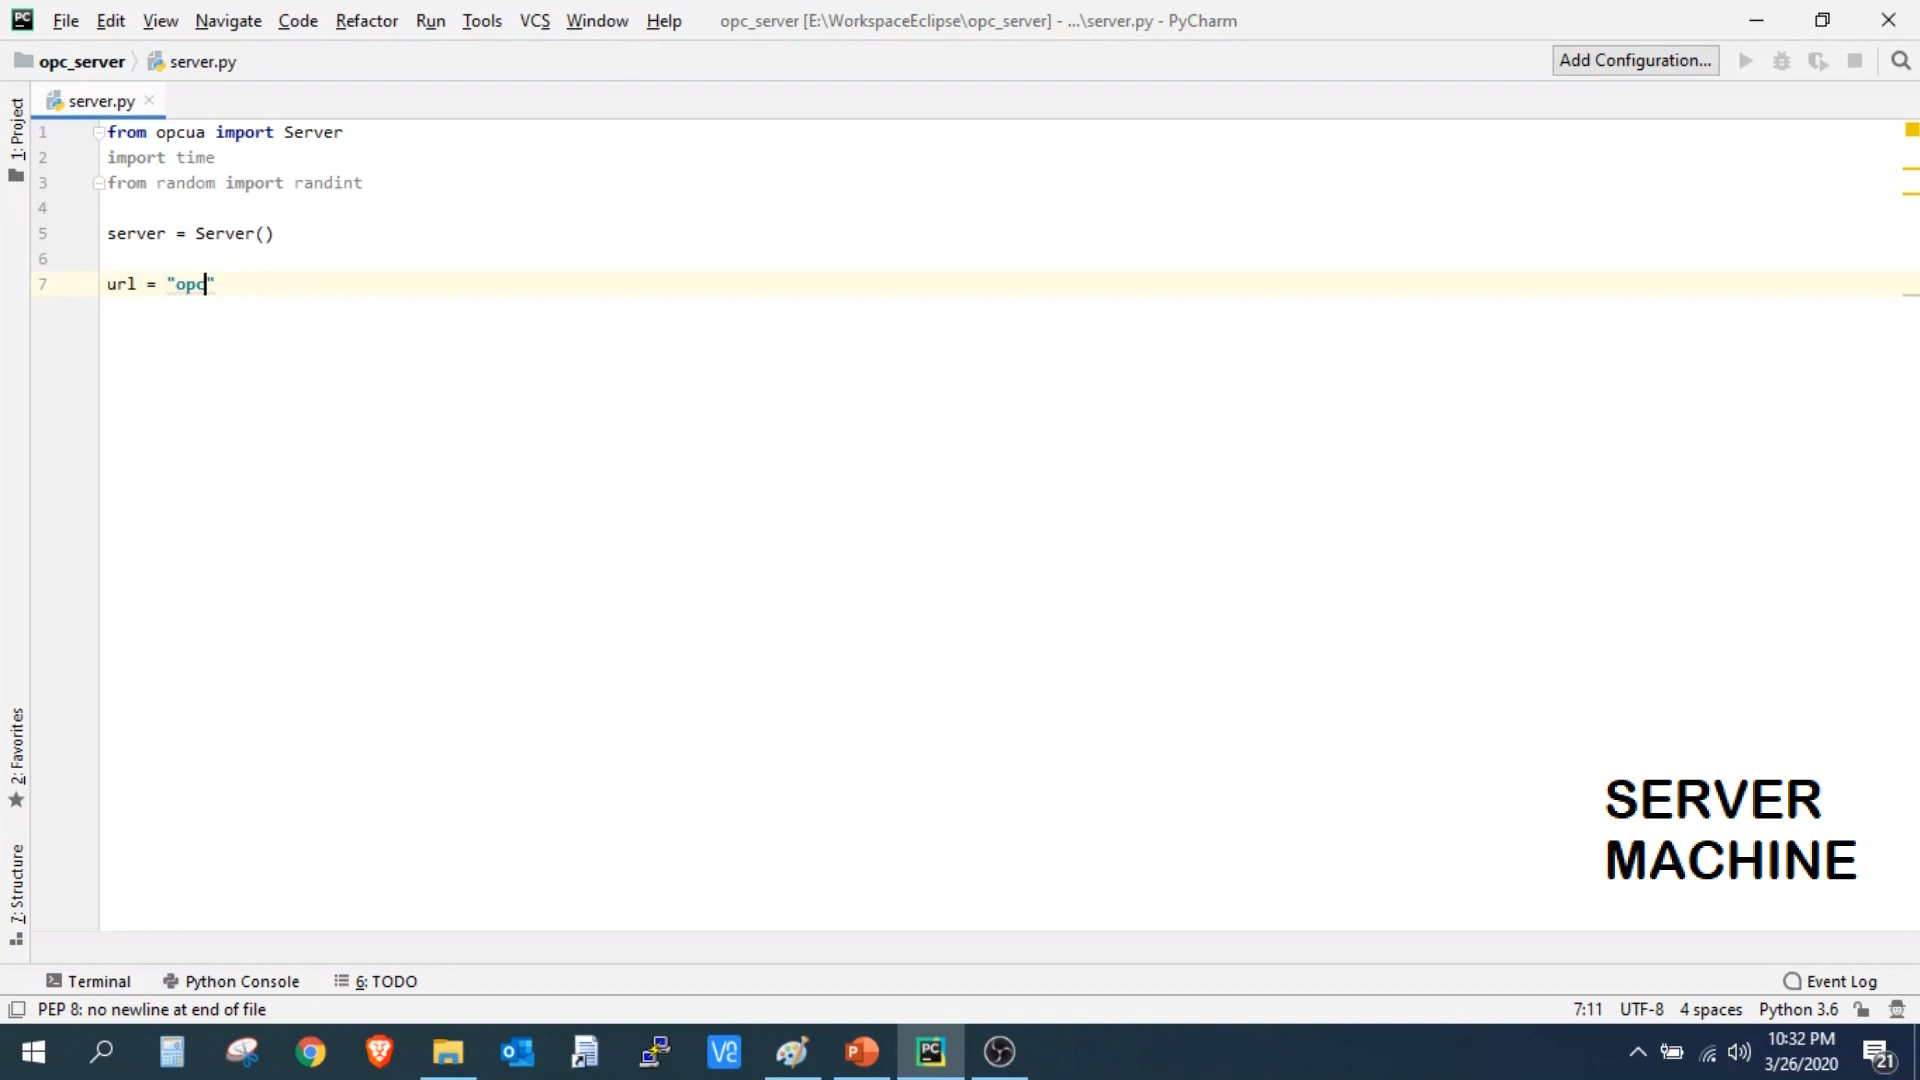 File Edit View Navigate Code Refactor Run Tools VCS Window Help opc_server [E:\WorkspaceEclipse\opc_server] - ...\server.py - PyCharm
opc_server server.py Add Configuration...
server.py
1: Project
1 from opcua import Server
2 import time
3 from random import randint
4
5 server = Server()
6
7 url = "opc"
2: Favorites
7: Structure
SERVER
MACHINE
Terminal Python Console 6: TODO Event Log
PEP 8: no newline at end of file 7:11 UTF-8 4 spaces Python 3.6
10:32 PM
3/26/2020
21